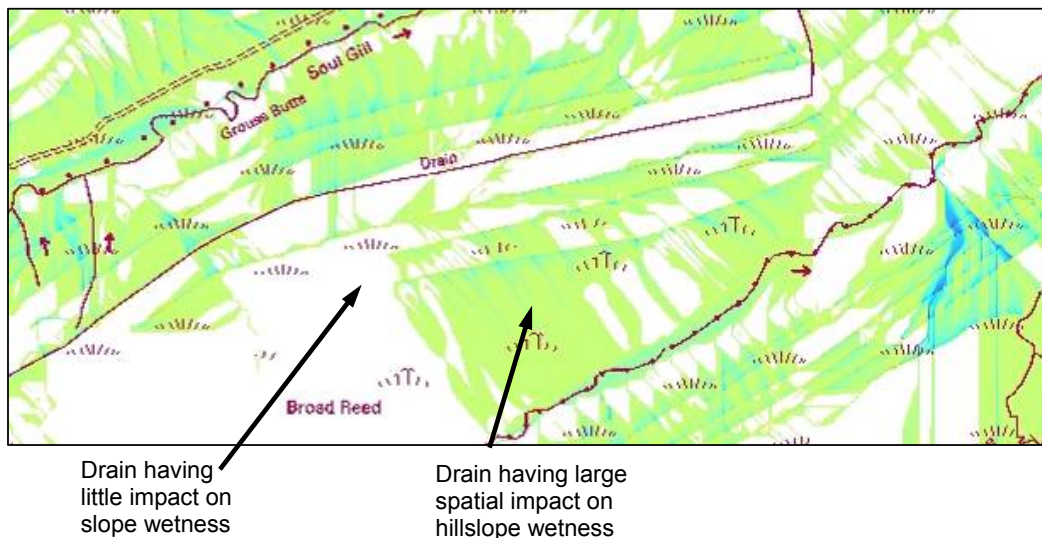 Sout Gill
Grouse Butts
Drain
Broad Reed
Drain having
little impact on
slope wetness
Drain having large
spatial impact on
hillslope wetness